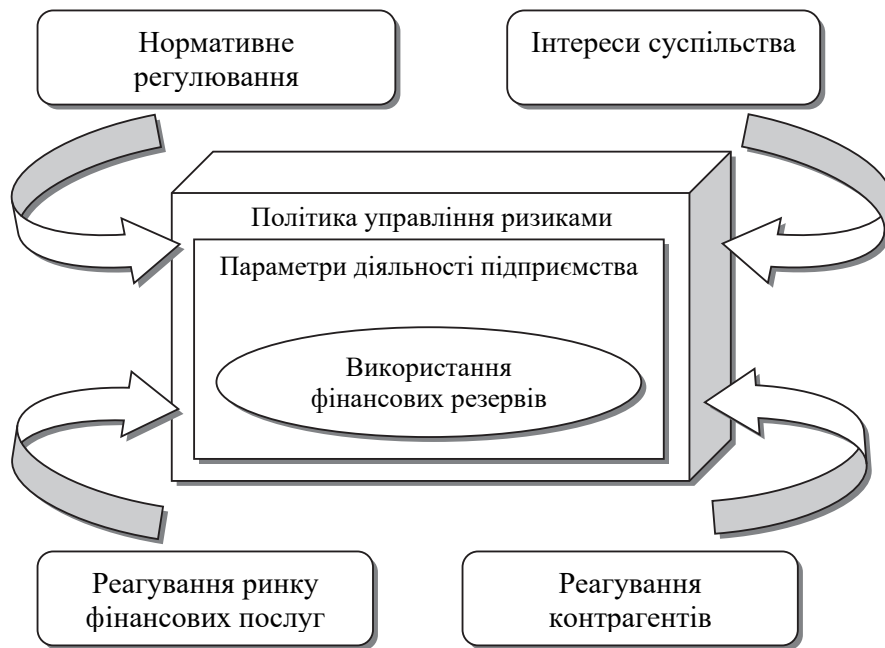 Нормативне
регулювання
Інтереси суспільства
Політика управління ризиками
Параметри діяльності підприємства
Використання
фінансових резервів
Реагування ринку
фінансових послуг
Реагування
контрагентів